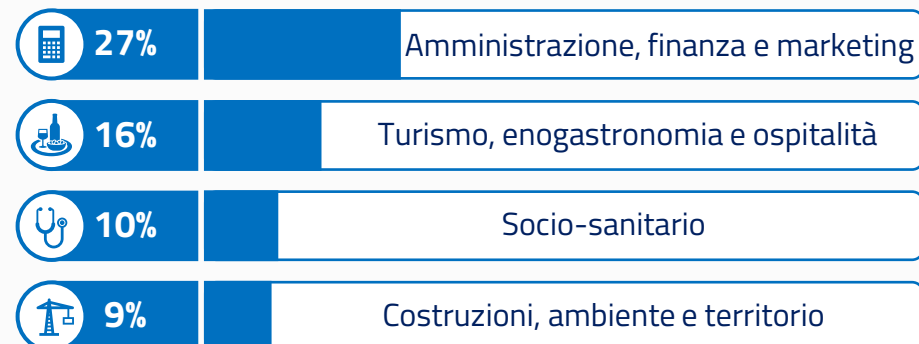 27% Amministrazione, finanza e marketing
16% Turismo, enogastronomia e ospitalità
10% Socio-sanitario
9% Costruzioni, ambiente e territorio